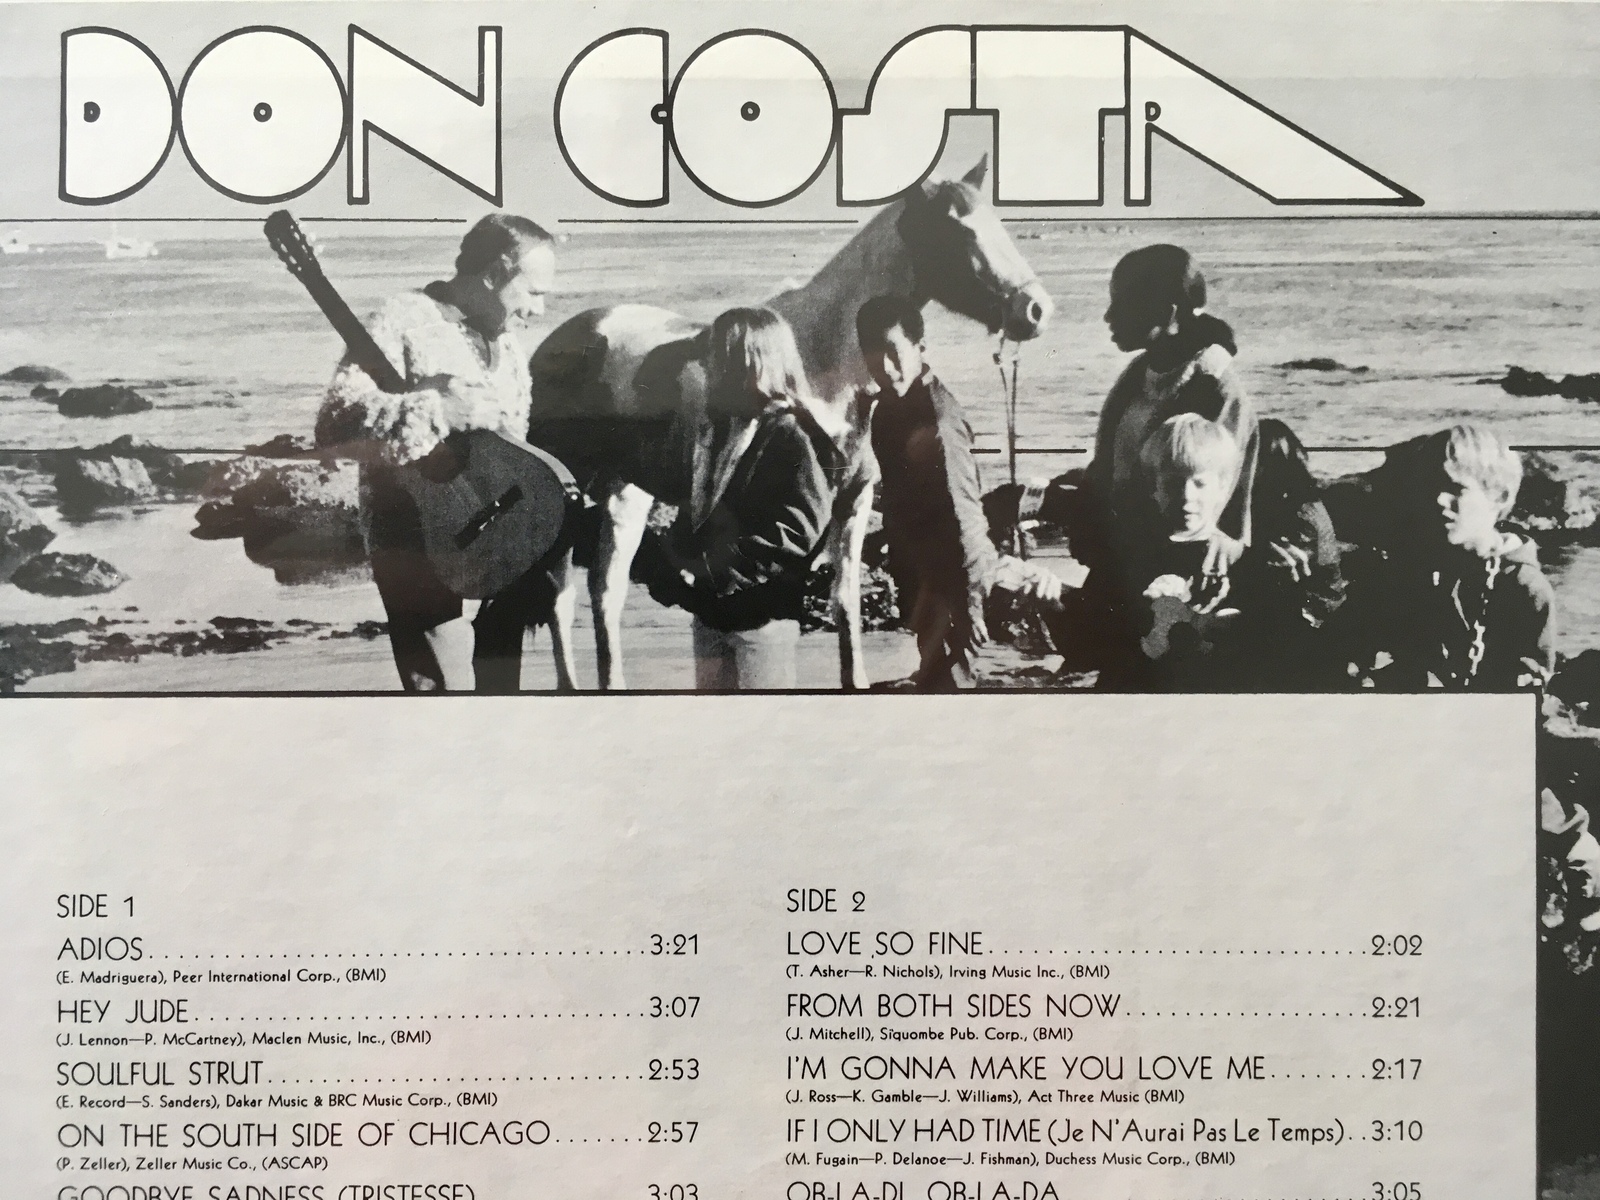 DON COSTA
SIDE 1
ADIOS. . . . . . . . . . . . . . . . . . . . . . . . . . . . . . . .3:21
(E. Madriguera), Peer International Corp., (BMI)
HEY JUDE. . . . . . . . . . . . . . . . . . . . . . . . . . . . .3:07
(J. Lennon—P. McCartney), Maclen Music, Inc., (BMI)
SOULFUL STRUT. . . . . . . . . . . . . . . . . . . . . . . .2:53
(E. Record—S. Sanders), Dakar Music & BRC Music Corp., (BMI)
ON THE SOUTH SIDE OF CHICAGO. . . . . . .2:57
(P. Zeller), Zeller Music Co., (ASCAP)
GOODBYE SADNESS (TRISTESSE) 3:03
SIDE 2
LOVE SO FINE. . . . . . . . . . . . . . . . . . . . . . . . . .2:02
(T. Asher—R. Nichols), Irving Music Inc., (BMI)
FROM BOTH SIDES NOW. . . . . . . . . . . . . . . .2:21
(J. Mitchell), Siquombe Pub. Corp., (BMI)
I'M GONNA MAKE YOU LOVE ME. . . . . . .2:17
(J. Ross—K. Gamble—J. Williams), Act Three Music (BMI)
IF I ONLY HAD TIME (Je N'Aurai Pas Le Temps). .3:10
(M. Fugain—P. Delanoe—J. Fishman), Duchess Music Corp., (BMI)
OB-LA-DI, OB-LA-DA 3:05